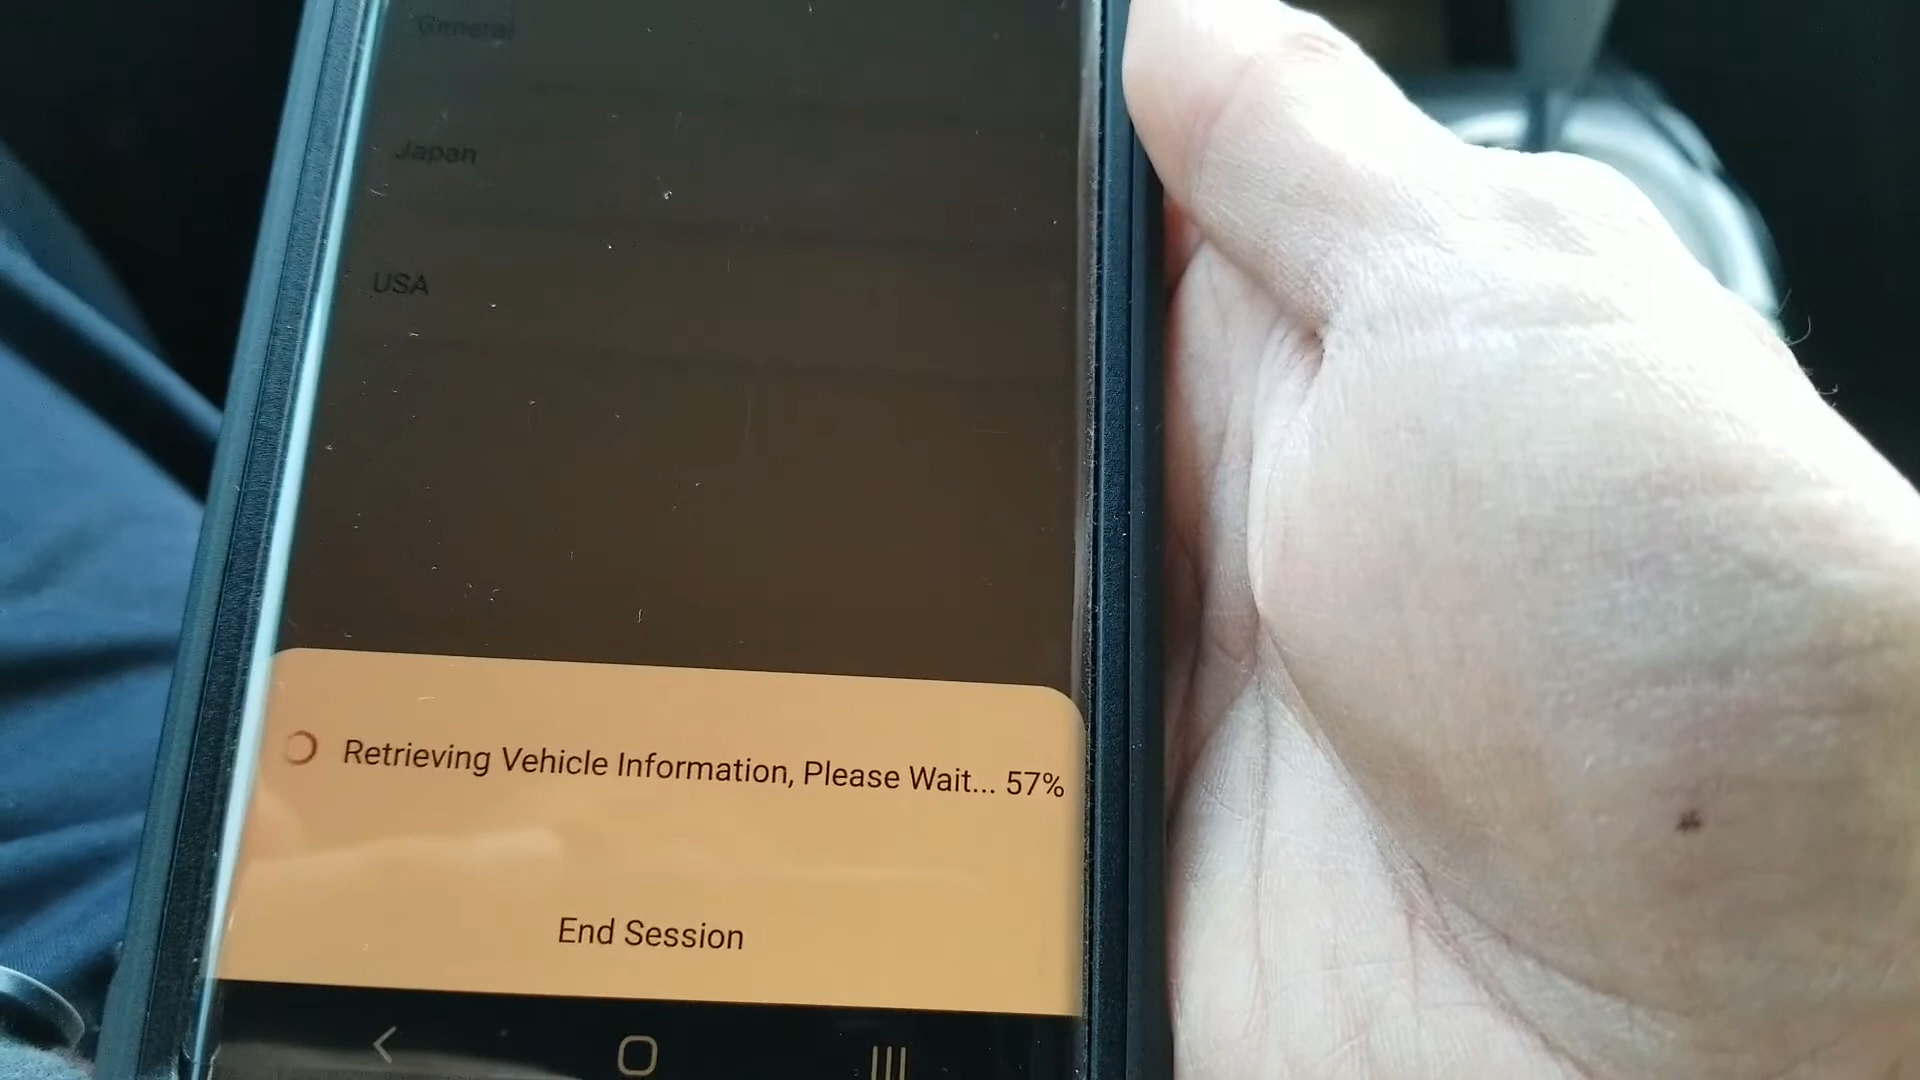 General
Japan
USA
Retrieving Vehicle Information, Please Wait... 57%
End Session